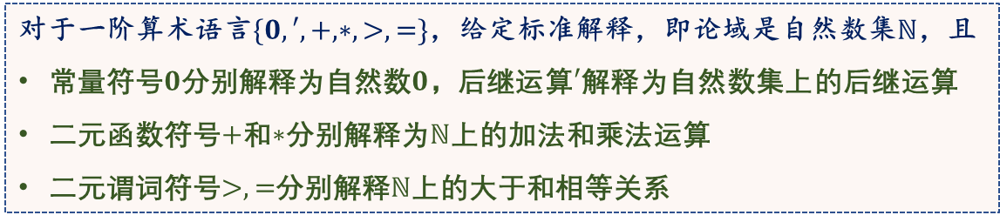 对于一阶算术语言{𝟎,′,+,∗,>,=}，给定标准解释，即论域是自然数集ℕ，且
• 常量符号𝟎分别解释为自然数𝟎，后继运算′解释为自然数集上的后继运算
• 二元函数符号+和∗分别解释为ℕ上的加法和乘法运算
• 二元谓词符号>,=分别解释ℕ上的大于和相等关系